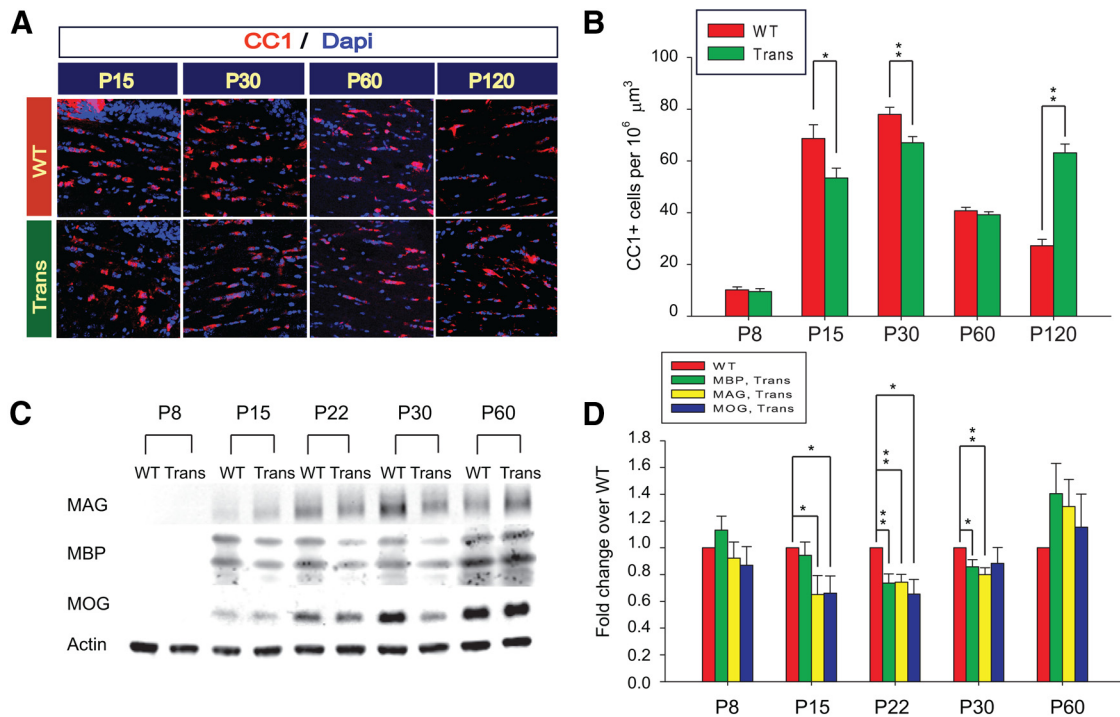 A
CC1 / Dapi
P15 P30 P60 P120
WT
Trans
B
WT
Trans
CC1+ cells per 10⁶ μm³
100
80
60
40
20
0
* ** **
P8 P15 P30 P60 P120
C
P8 P15 P22 P30 P60
WT Trans WT Trans WT Trans WT Trans WT Trans
MAG
MBP
MOG
Actin
WT
MBP, Trans
MAG, Trans
MOG, Trans
D
Fold change over WT
1.8
1.6
1.4
1.2
1.0
0.8
0.6
0.4
0.2
0.0
* * * ** ** ** *
P8 P15 P22 P30 P60